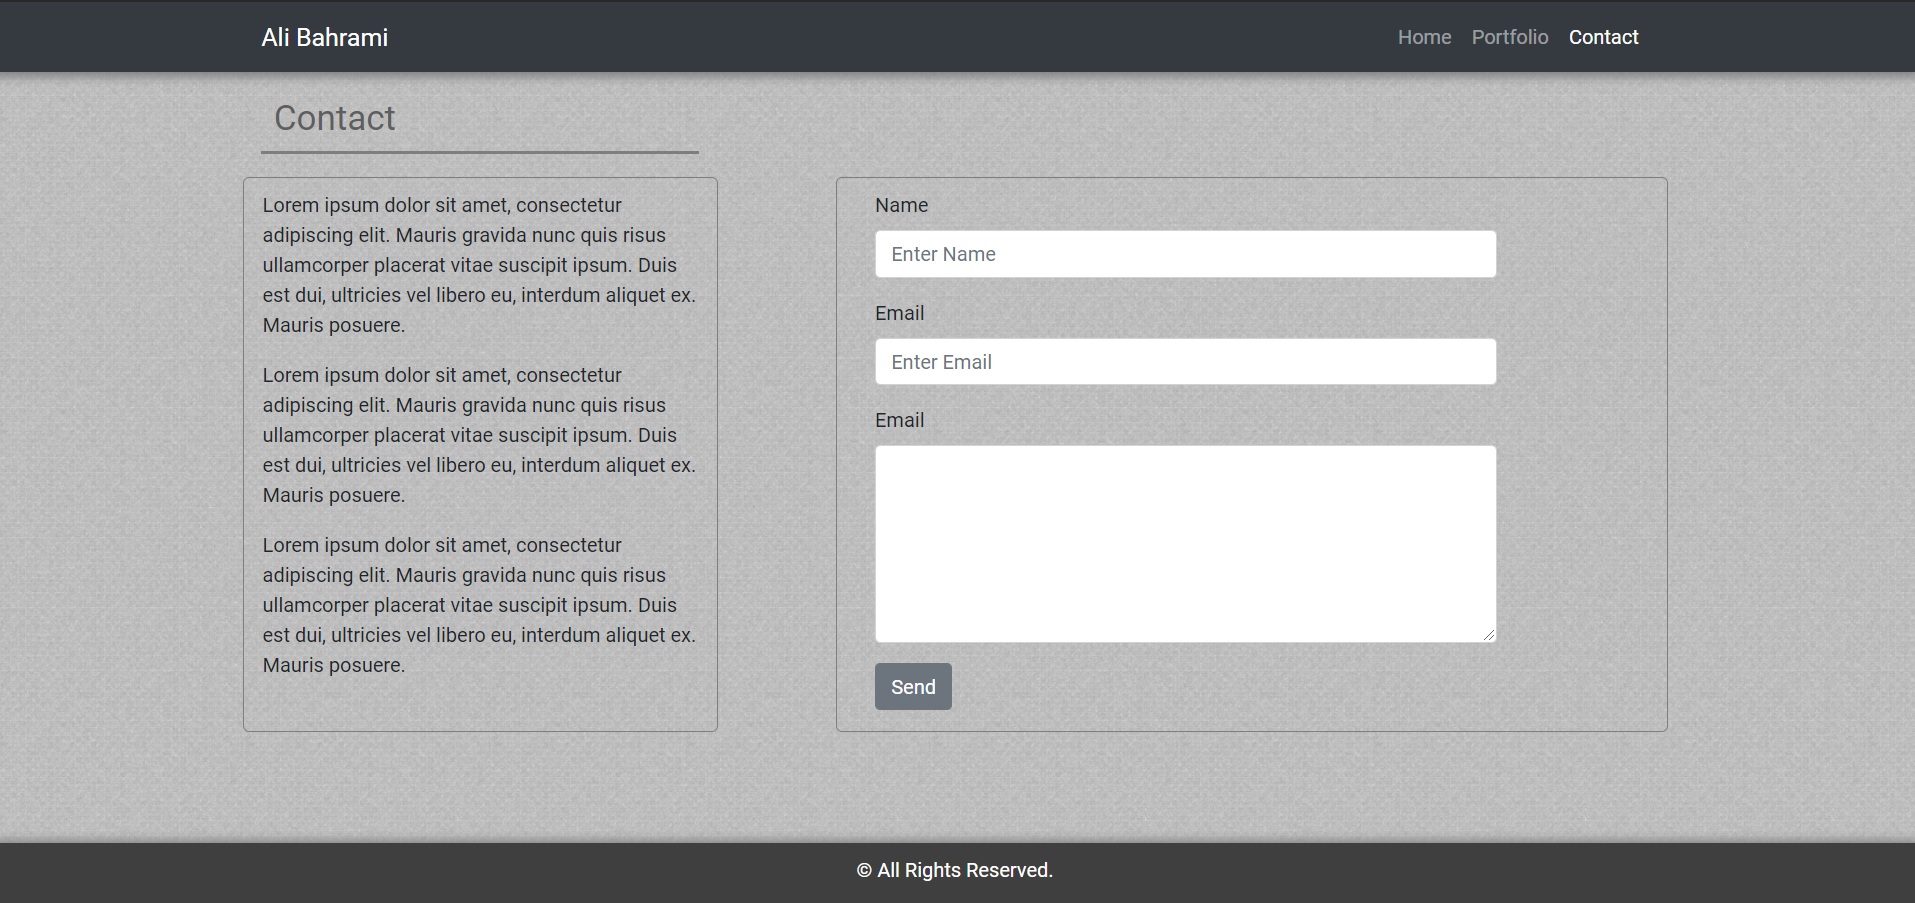 Ali Bahrami
Home Portfolio Contact
Contact
Lorem ipsum dolor sit amet, consectetur
adipiscing elit. Mauris gravida nunc quis risus
ullamcorper placerat vitae suscipit ipsum. Duis
est dui, ultricies vel libero eu, interdum aliquet ex.
Mauris posuere.
Lorem ipsum dolor sit amet, consectetur
adipiscing elit. Mauris gravida nunc quis risus
ullamcorper placerat vitae suscipit ipsum. Duis
est dui, ultricies vel libero eu, interdum aliquet ex.
Mauris posuere.
Lorem ipsum dolor sit amet, consectetur
adipiscing elit. Mauris gravida nunc quis risus
ullamcorper placerat vitae suscipit ipsum. Duis
est dui, ultricies vel libero eu, interdum aliquet ex.
Mauris posuere.
Name
Enter Name
Email
Enter Email
Email
Send
© All Rights Reserved.